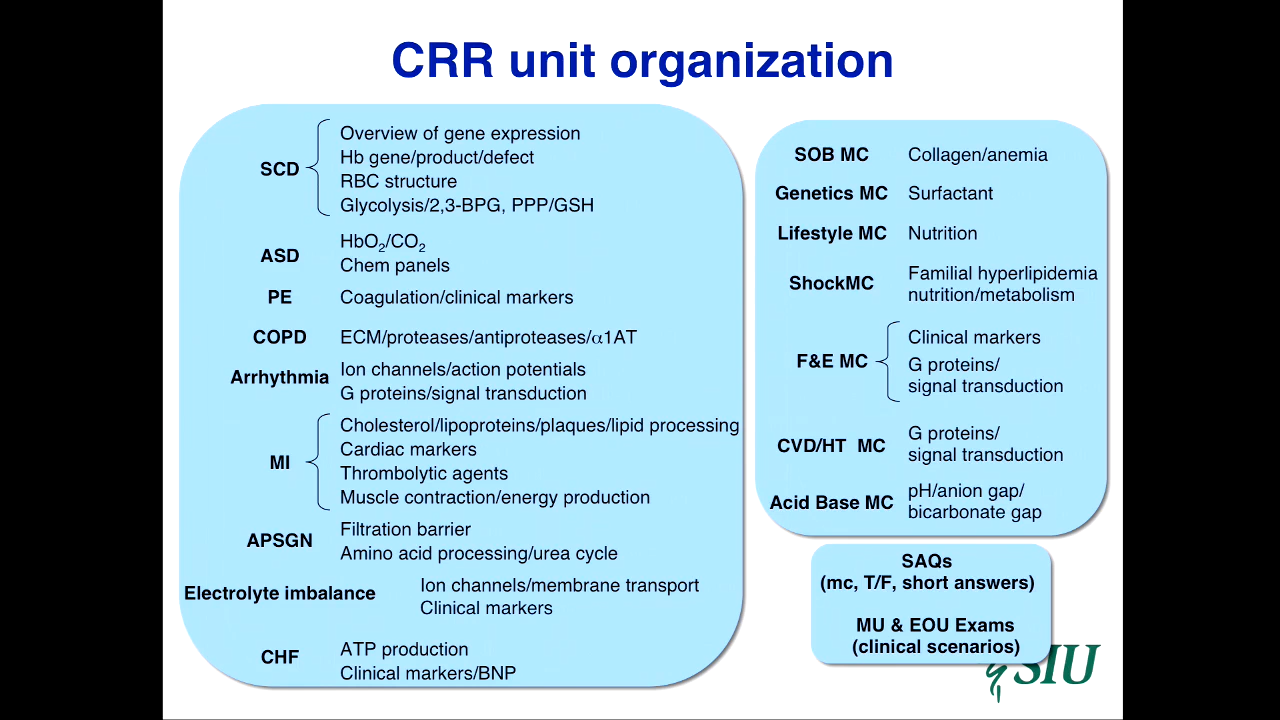 CRR unit organization
SCD
Overview of gene expression
Hb gene/product/defect
RBC structure
Glycolysis/2,3-BPG, PPP/GSH
ASD
HbO2/CO2
Chem panels
PE
Coagulation/clinical markers
COPD
ECM/proteases/antiproteases/α1AT
Arrhythmia
Ion channels/action potentials
G proteins/signal transduction
MI
Cholesterol/lipoproteins/plaques/lipid processing
Cardiac markers
Thrombolytic agents
Muscle contraction/energy production
APSGN
Filtration barrier
Amino acid processing/urea cycle
Electrolyte imbalance
Ion channels/membrane transport
Clinical markers
CHF
ATP production
Clinical markers/BNP
SOB MC
Collagen/anemia
Genetics MC
Surfactant
Lifestyle MC
Nutrition
ShockMC
Familial hyperlipidemia
nutrition/metabolism
F&E MC
Clinical markers
G proteins/
signal transduction
CVD/HT MC
G proteins/
signal transduction
Acid Base MC
pH/anion gap/
bicarbonate gap
SAQs
(mc, T/F, short answers)
MU & EOU Exams
(clinical scenarios)
SIU